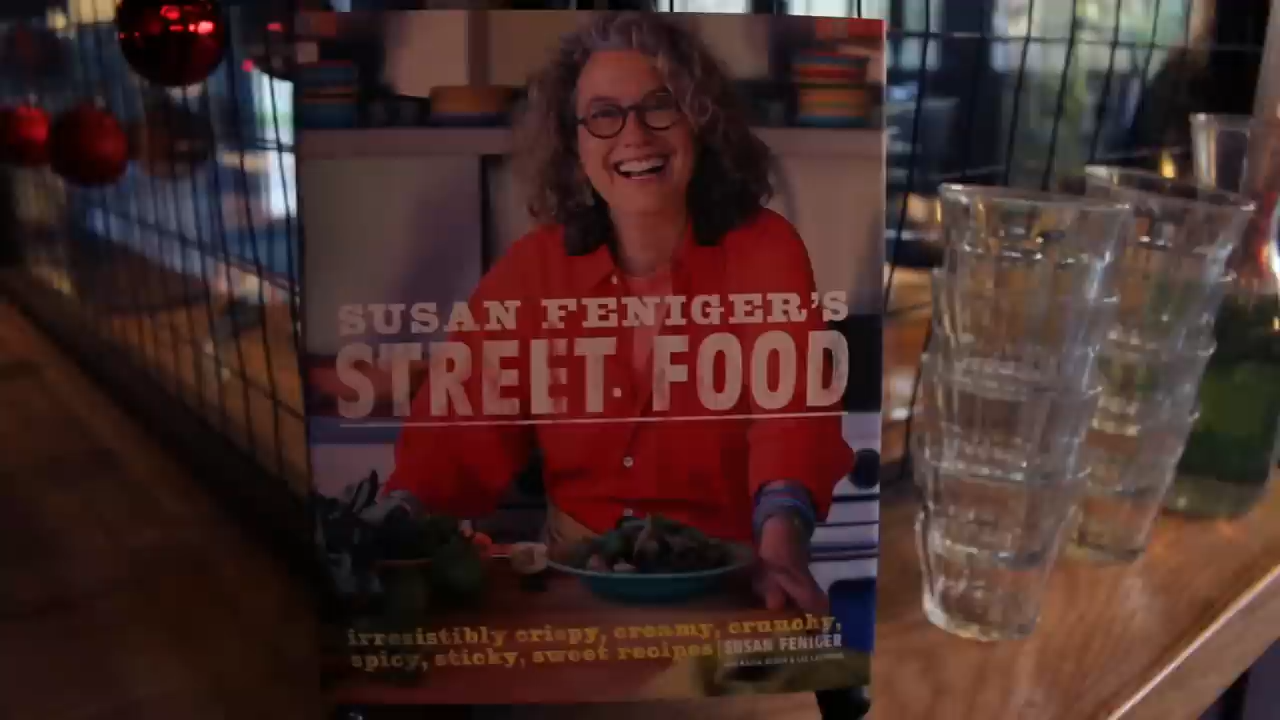 SUSAN FENIGER'S
STREET FOOD
irresistibly crispy, creamy, crunchy,
spicy, sticky, sweet recipes
SUSAN FENIGER